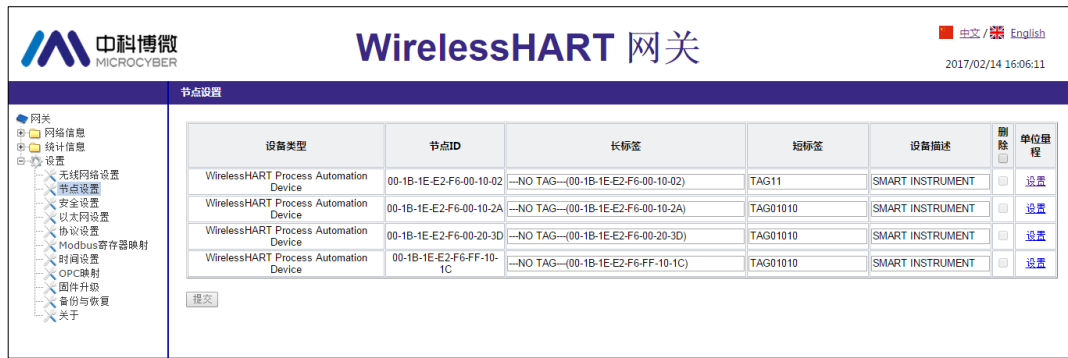 中科博微
MICROCYBER
WirelessHART 网关
中文 / English
2017/02/14 16:06:11
节点设置
网关
网络信息
统计信息
设置
无线网络设置
节点设置
安全设置
以太网设置
协议设置
Modbus寄存器映射
时间设置
OPC映射
固件升级
备份与恢复
关于
设备类型 节点ID 长标签 短标签 设备描述 删除 单位量程
WirelessHART Process Automation Device 00-1B-1E-E2-F6-00-10-02 ---NO TAG---(00-1B-1E-E2-F6-00-10-02) TAG11 SMART INSTRUMENT 设置
WirelessHART Process Automation Device 00-1B-1E-E2-F6-00-10-2A ---NO TAG---(00-1B-1E-E2-F6-00-10-2A) TAG01010 SMART INSTRUMENT 设置
WirelessHART Process Automation Device 00-1B-1E-E2-F6-00-20-3D ---NO TAG---(00-1B-1E-E2-F6-00-20-3D) TAG01010 SMART INSTRUMENT 设置
WirelessHART Process Automation Device 00-1B-1E-E2-F6-FF-10-1C ---NO TAG---(00-1B-1E-E2-F6-FF-10-1C) TAG01010 SMART INSTRUMENT 设置
提交